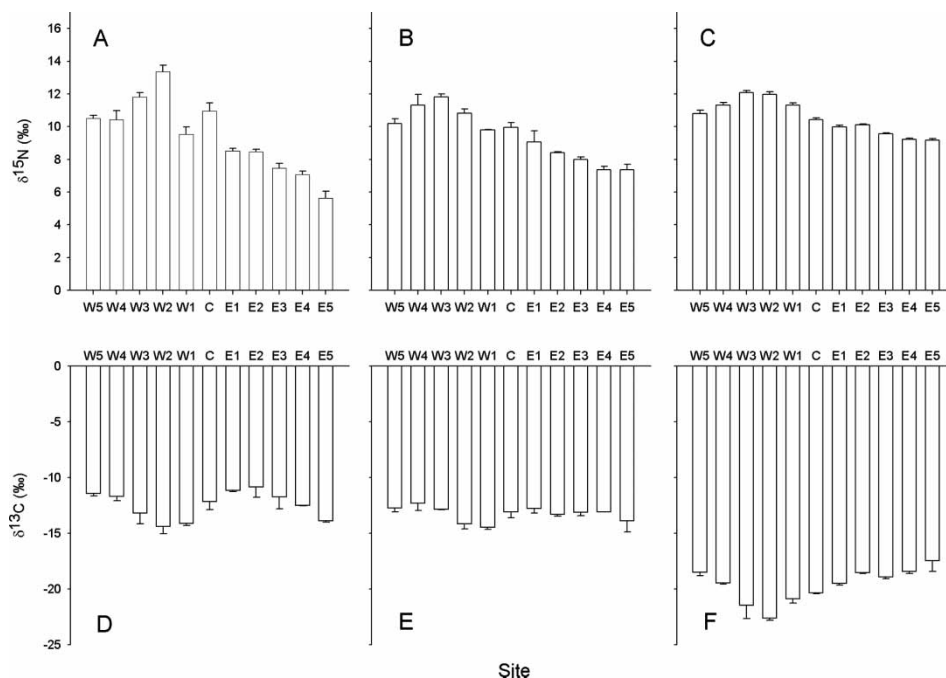 16
14
12
10
8
6
4
2
0
δ15N (‰)
A
B
C
W5 W4 W3 W2 W1 C E1 E2 E3 E4 E5
W5 W4 W3 W2 W1 C E1 E2 E3 E4 E5
W5 W4 W3 W2 W1 C E1 E2 E3 E4 E5
W5 W4 W3 W2 W1 C E1 E2 E3 E4 E5
W5 W4 W3 W2 W1 C E1 E2 E3 E4 E5
W5 W4 W3 W2 W1 C E1 E2 E3 E4 E5
0
-5
-10
-15
-20
-25
δ13C (‰)
D
E
F
Site